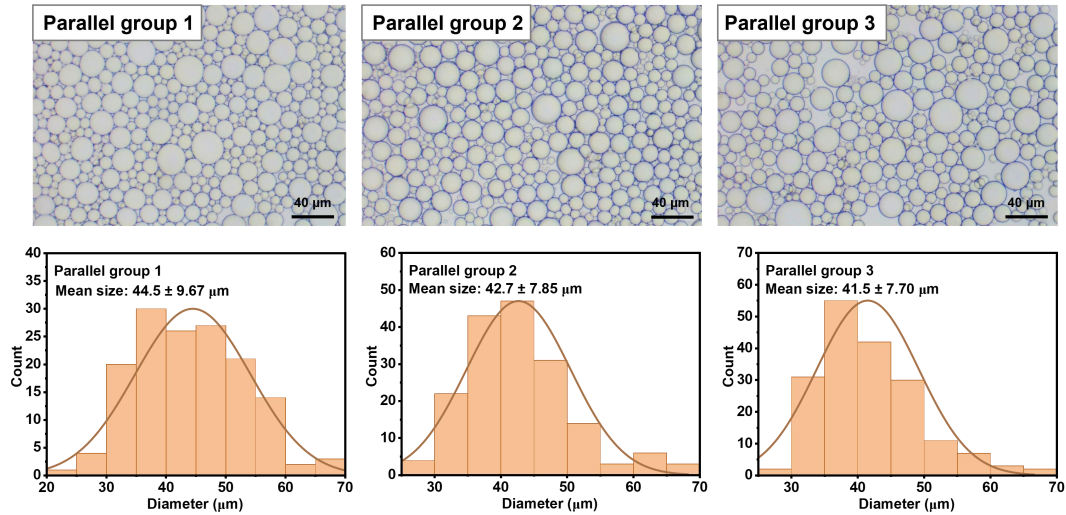 Parallel group 1
Parallel group 2
Parallel group 3
40 μm
40 μm
40 μm
Parallel group 1
Mean size: 44.5 ± 9.67 μm
Count
40
35
30
25
20
15
10
5
0
20 30 40 50 60 70
Diameter (μm)
Parallel group 2
Mean size: 42.7 ± 7.85 μm
Count
60
50
40
30
20
10
0
30 40 50 60 70
Diameter (μm)
Parallel group 3
Mean size: 41.5 ± 7.70 μm
Count
70
60
50
40
30
20
10
0
30 40 50 60 70
Diameter (μm)